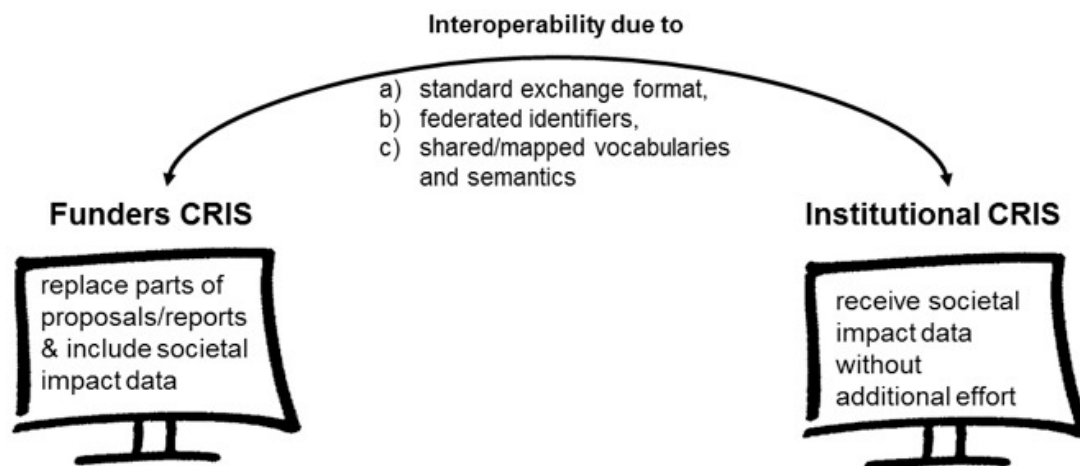 Interoperability due to
a) standard exchange format,
b) federated identifiers,
c) shared/mapped vocabularies
and semantics
Funders CRIS
replace parts of
proposals/reports
& include societal
impact data
Institutional CRIS
receive societal
impact data
without
additional effort